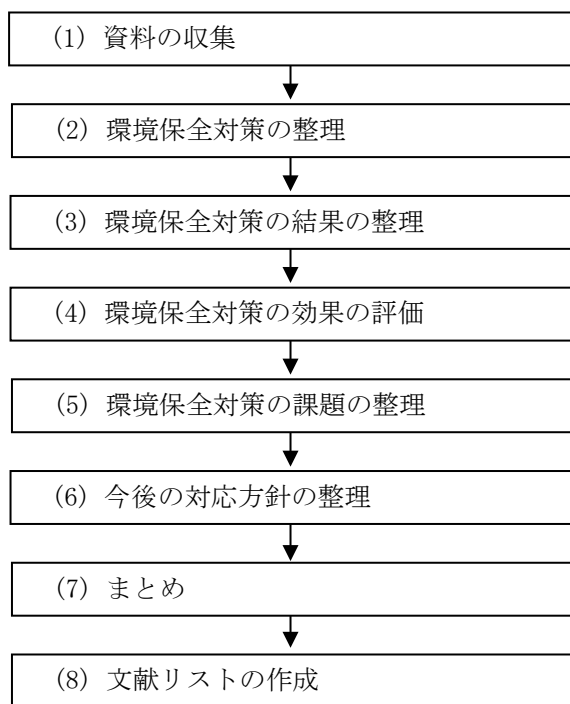 (1) 資料の収集
(2) 環境保全対策の整理
(3) 環境保全対策の結果の整理
(4) 環境保全対策の効果の評価
(5) 環境保全対策の課題の整理
(6) 今後の対応方針の整理
(7) まとめ
(8) 文献リストの作成